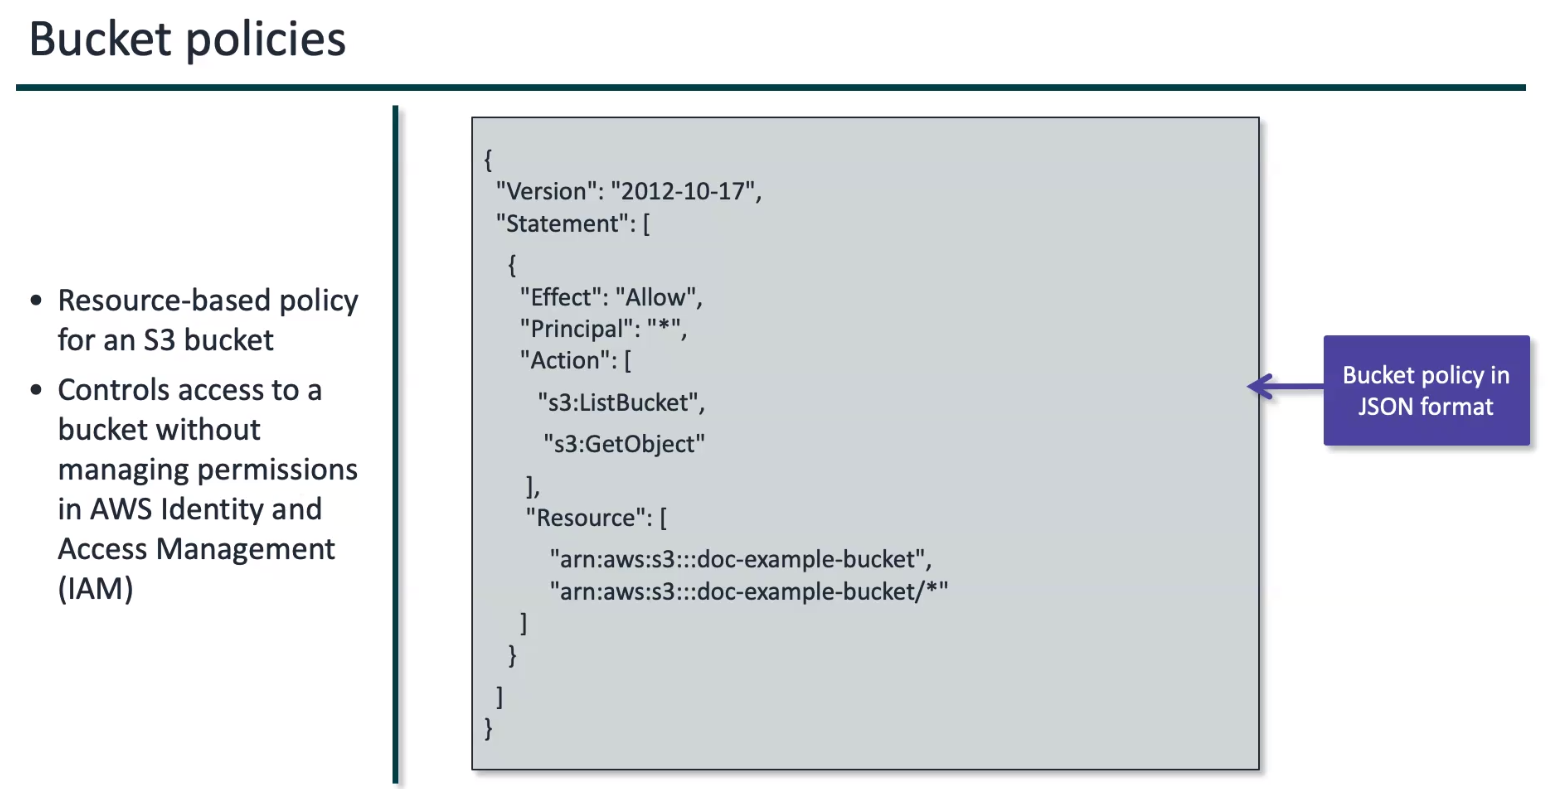 Bucket policies
• Resource-based policy
for an S3 bucket
• Controls access to a
bucket without
managing permissions
in AWS Identity and
Access Management
(IAM)
{
"Version": "2012-10-17",
"Statement": [
{
"Effect": "Allow",
"Principal": "*",
"Action": [
"s3:ListBucket",
"s3:GetObject"
],
"Resource": [
"arn:aws:s3:::doc-example-bucket",
"arn:aws:s3:::doc-example-bucket/*"
]
}
]
}
Bucket policy in
JSON format